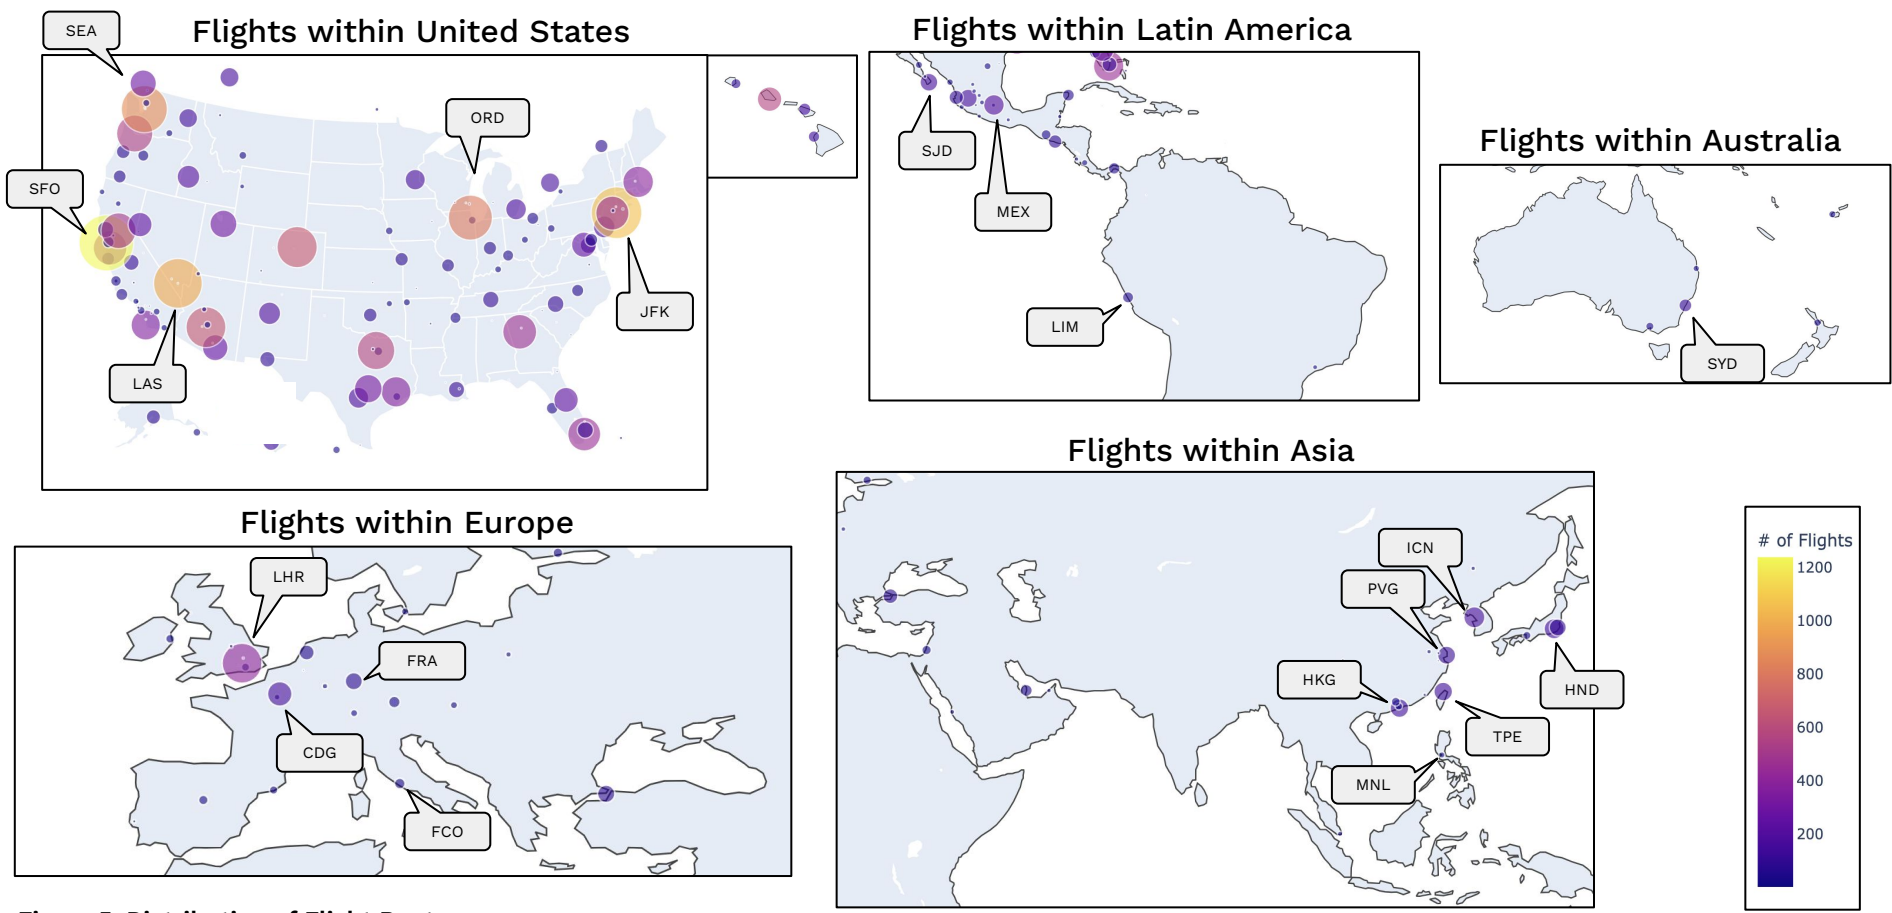 Flights within United States
SEA
ORD
SFO
JFK
LAS
Flights within Latin America
SJD
MEX
LIM
Flights within Australia
SYD
Flights within Europe
LHR
FRA
CDG
FCO
Flights within Asia
ICN
PVG
HKG
HND
TPE
MNL
# of Flights
1200
1000
800
600
400
200